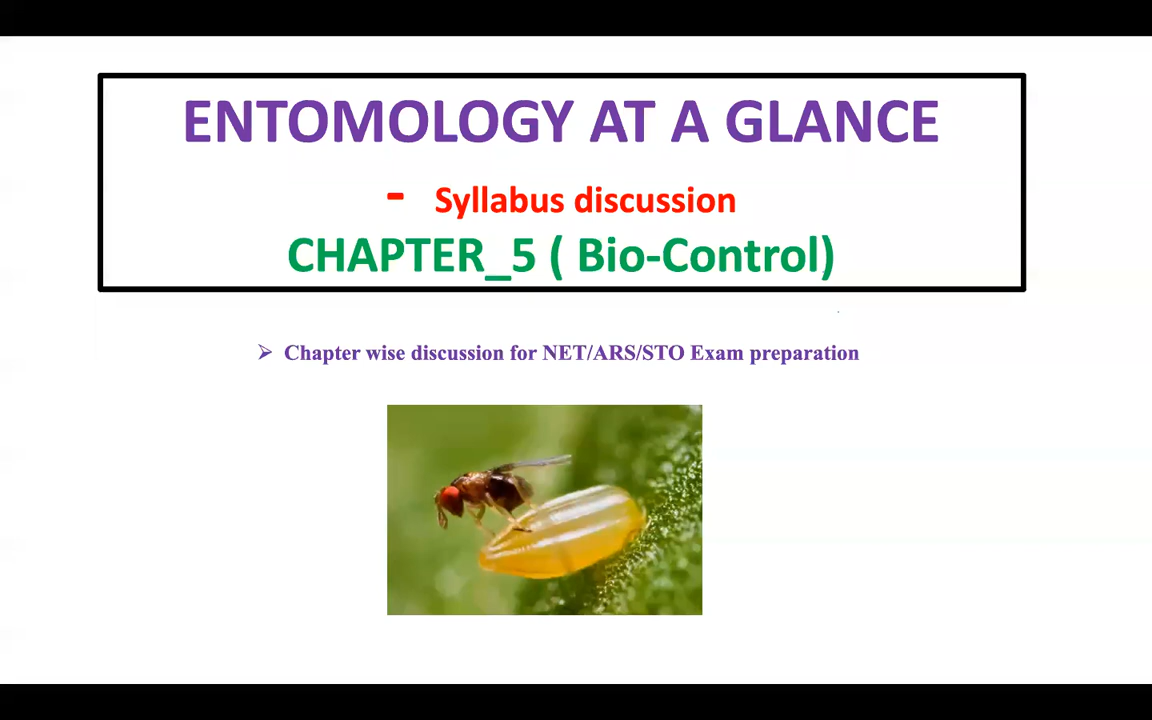 ENTOMOLOGY AT A GLANCE
- Syllabus discussion
CHAPTER_5 ( Bio-Control)
➢ Chapter wise discussion for NET/ARS/STO Exam preparation